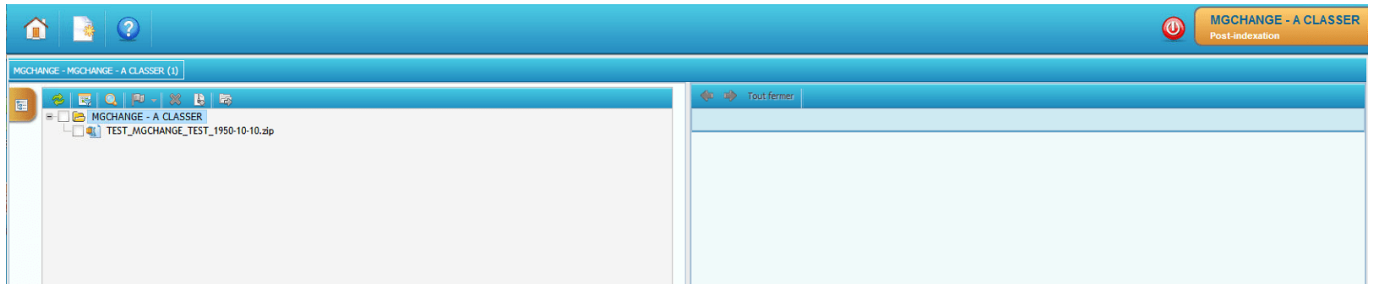 MGCHANGE - A CLASSER
Post-indexation
MGCHANGE - MGCHANGE - A CLASSER (1)
Tout fermer
MGCHANGE - A CLASSER
TEST_MGCHANGE_TEST_1950-10-10.zip